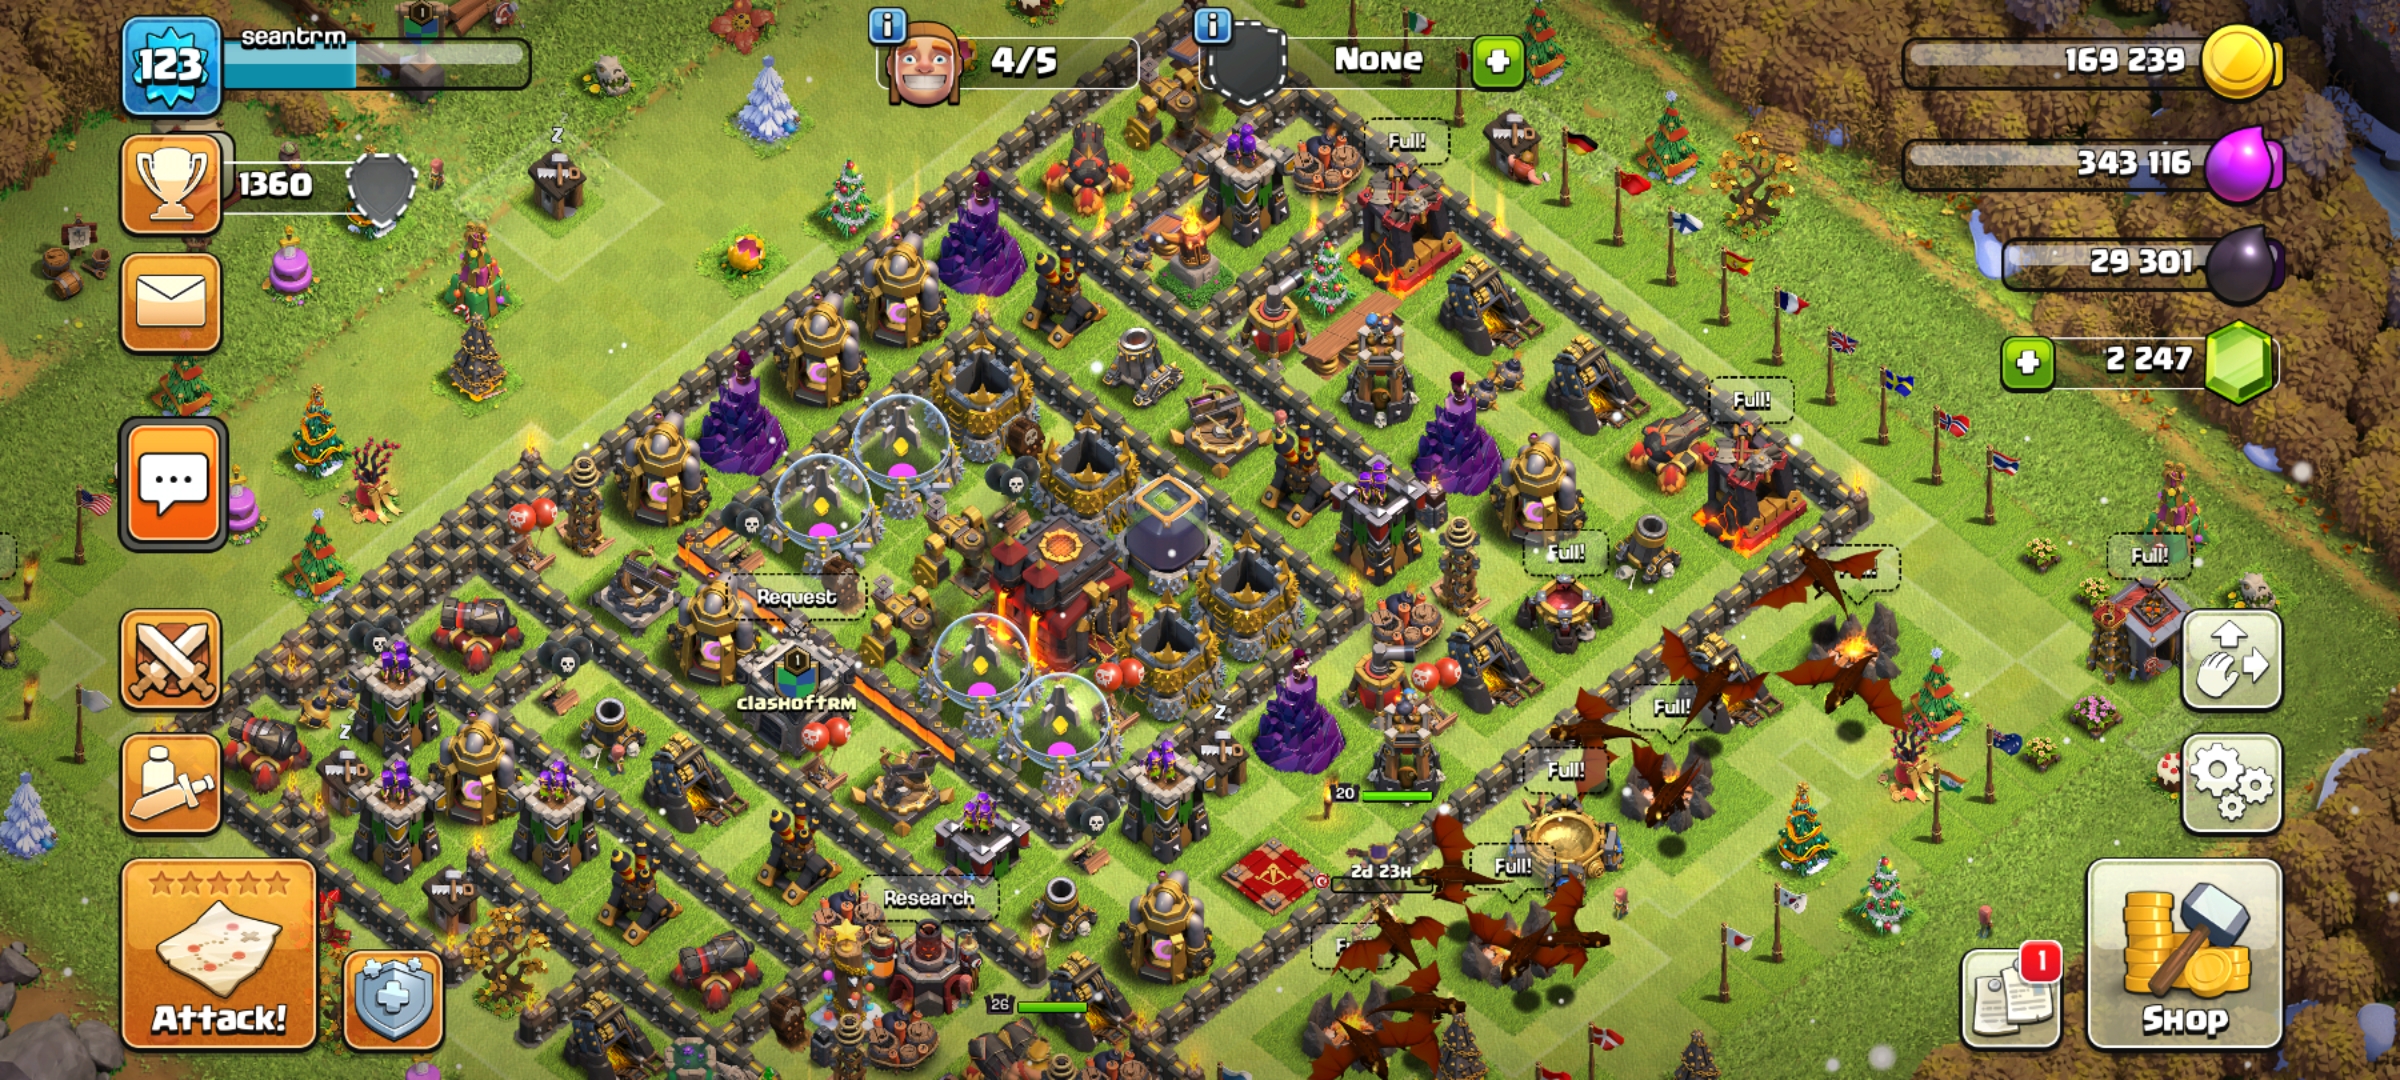 seantrm
123
4/5
None
169 239
1360
343 116
29 301
2 247
Full!
Full!
Full!
Full!
Request
clashoftrm
1
Full!
Full!
20
2d 23h
Full!
Research
26
z
z
z
1
Attack!
Shop